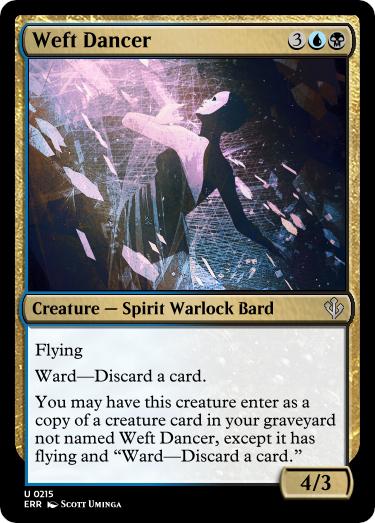 Weft Dancer 3
Creature — Spirit Warlock Bard
Flying
Ward—Discard a card.
You may have this creature enter as a
copy of a creature card in your graveyard
not named Weft Dancer, except it has
flying and “Ward—Discard a card.”
4/3
U 0215
ERR Scott Uminga